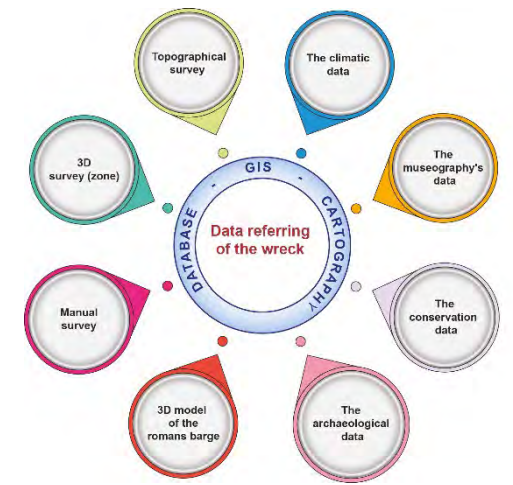 Topographical
survey
The climatic
data
3D
survey (zone)
The
museography's
data
DATABASE - GIS - CARTOGRAPHY
Data referring
of the wreck
Manual
survey
The
conservation
data
3D model
of the
romans barge
The
archaeological
data